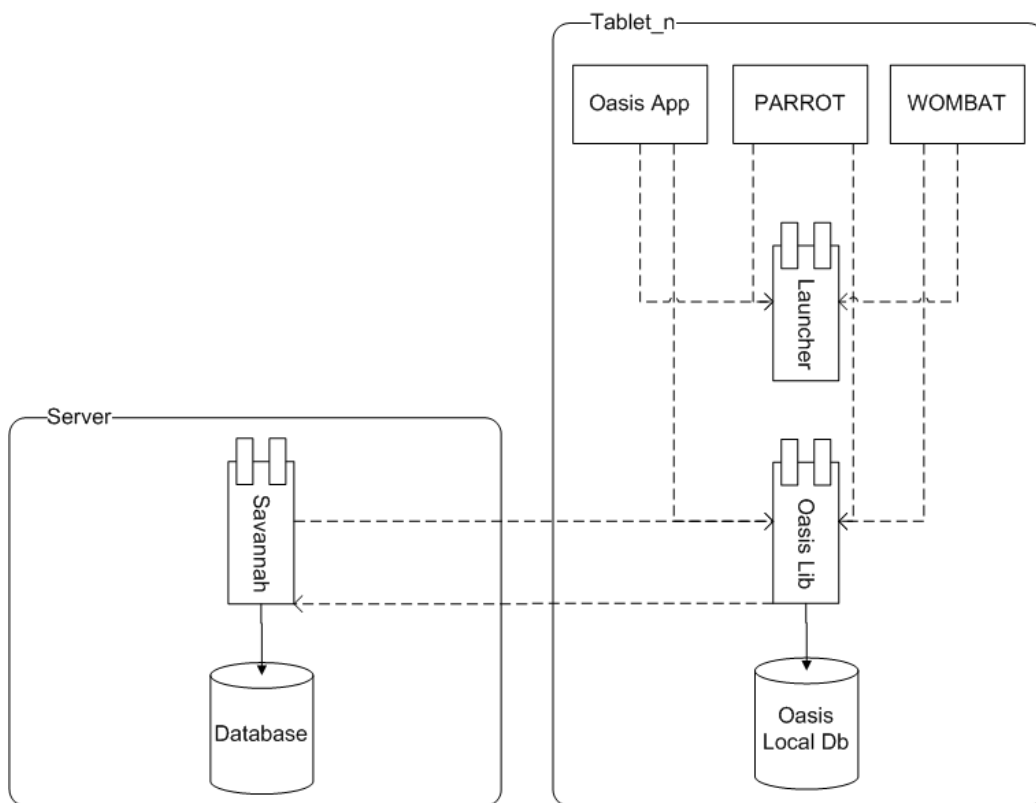 Tablet_n
Oasis App
PARROT
WOMBAT
Launcher
Server
Savannah
Oasis Lib
Database
Oasis
Local Db